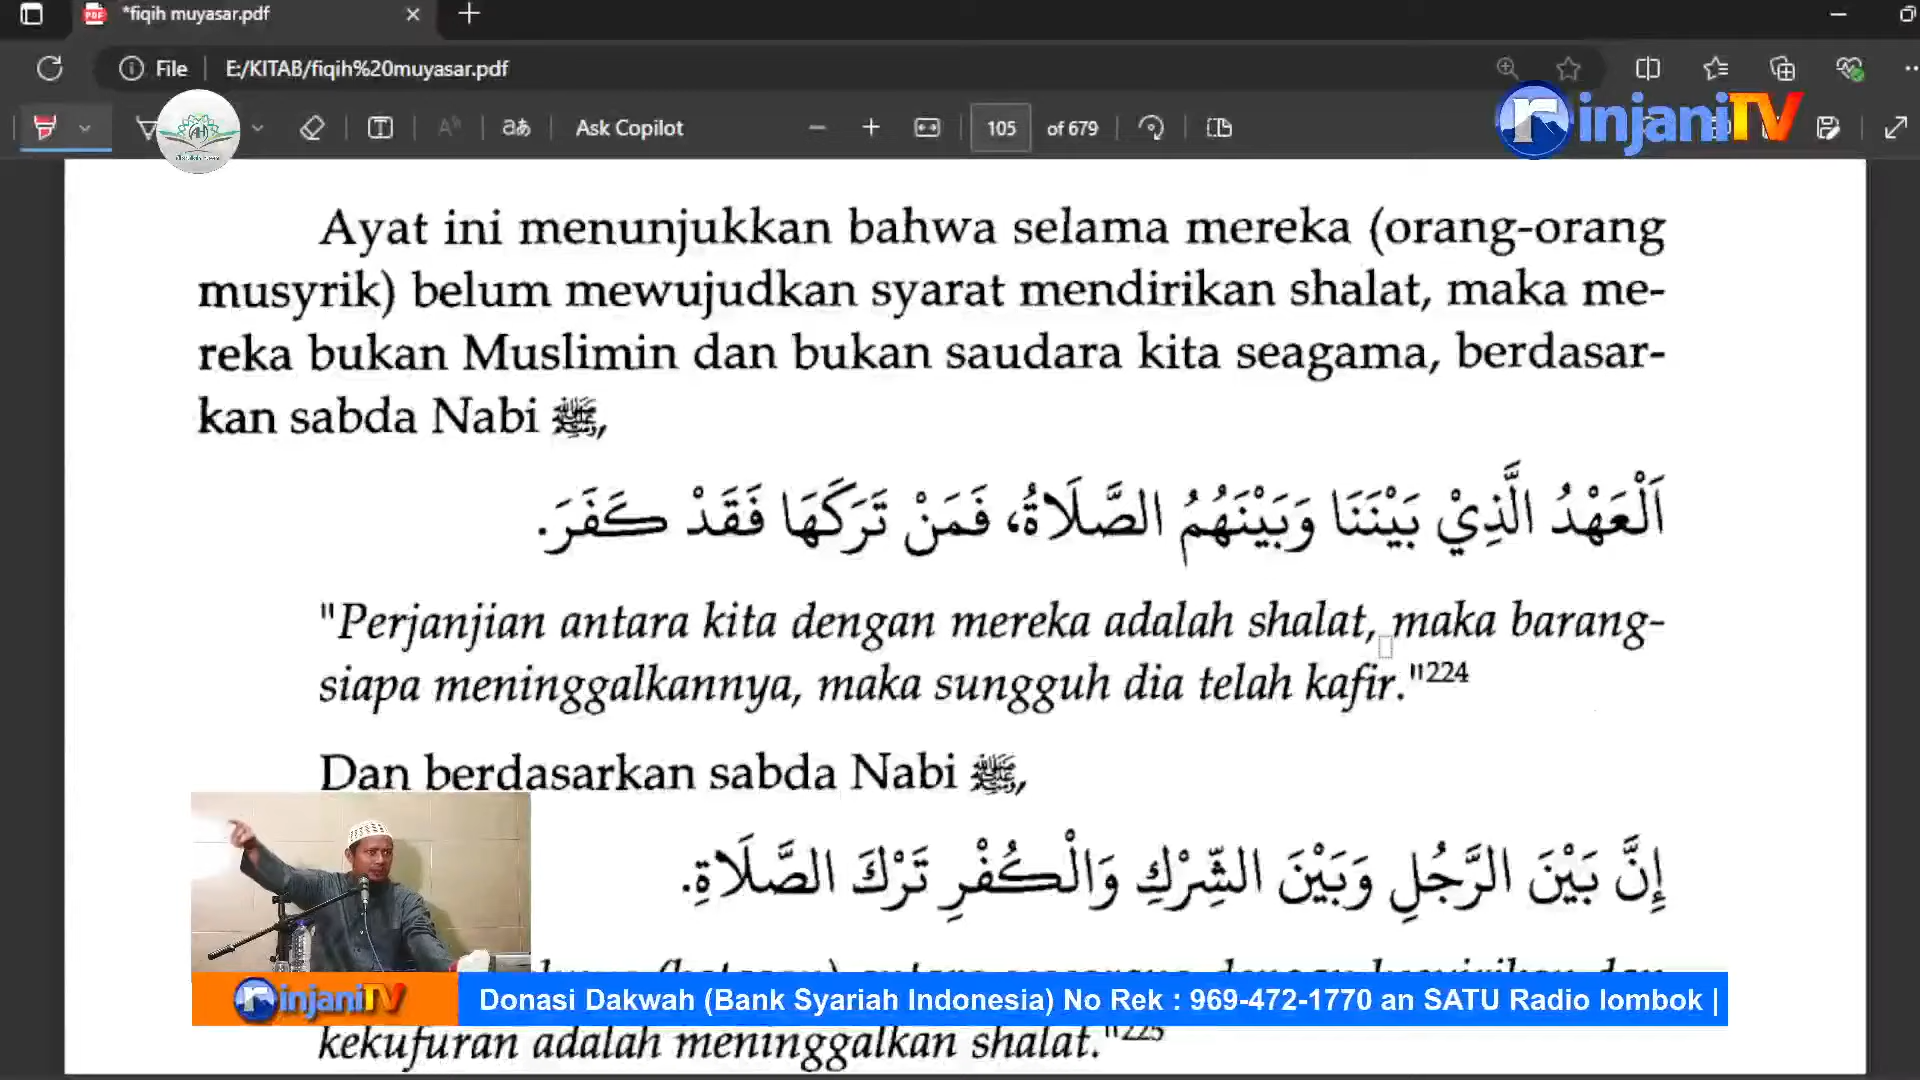 *fiqih muyasar.pdf
File
E:/KITAB/fiqih%20muyasar.pdf
Ask Copilot
105 of 679
rinjaniTV
Ayat ini menunjukkan bahwa selama mereka (orang-orang
musyrik) belum mewujudkan syarat mendirikan shalat, maka me-
reka bukan Muslimin dan bukan saudara kita seagama, berdasar-
kan sabda Nabi ﷺ,
اَلْعَهْدُ الَّذِيْ بَيْنَنَا وَبَيْنَهُمُ الصَّلَاةُ، فَمَنْ تَرَكَهَا فَقَدْ كَفَرَ.
"Perjanjian antara kita dengan mereka adalah shalat, maka barang-
siapa meninggalkannya, maka sungguh dia telah kafir."224
Dan berdasarkan sabda Nabi ﷺ,
إِنَّ بَيْنَ الرَّجُلِ وَبَيْنَ الشِّرْكِ وَالْكُفْرِ تَرْكَ الصَّلَاةِ.
rinjaniTV
Donasi Dakwah (Bank Syariah Indonesia) No Rek : 969-472-1770 an SATU Radio lombok |
kekufuran adalah meninggalkan shalat."225